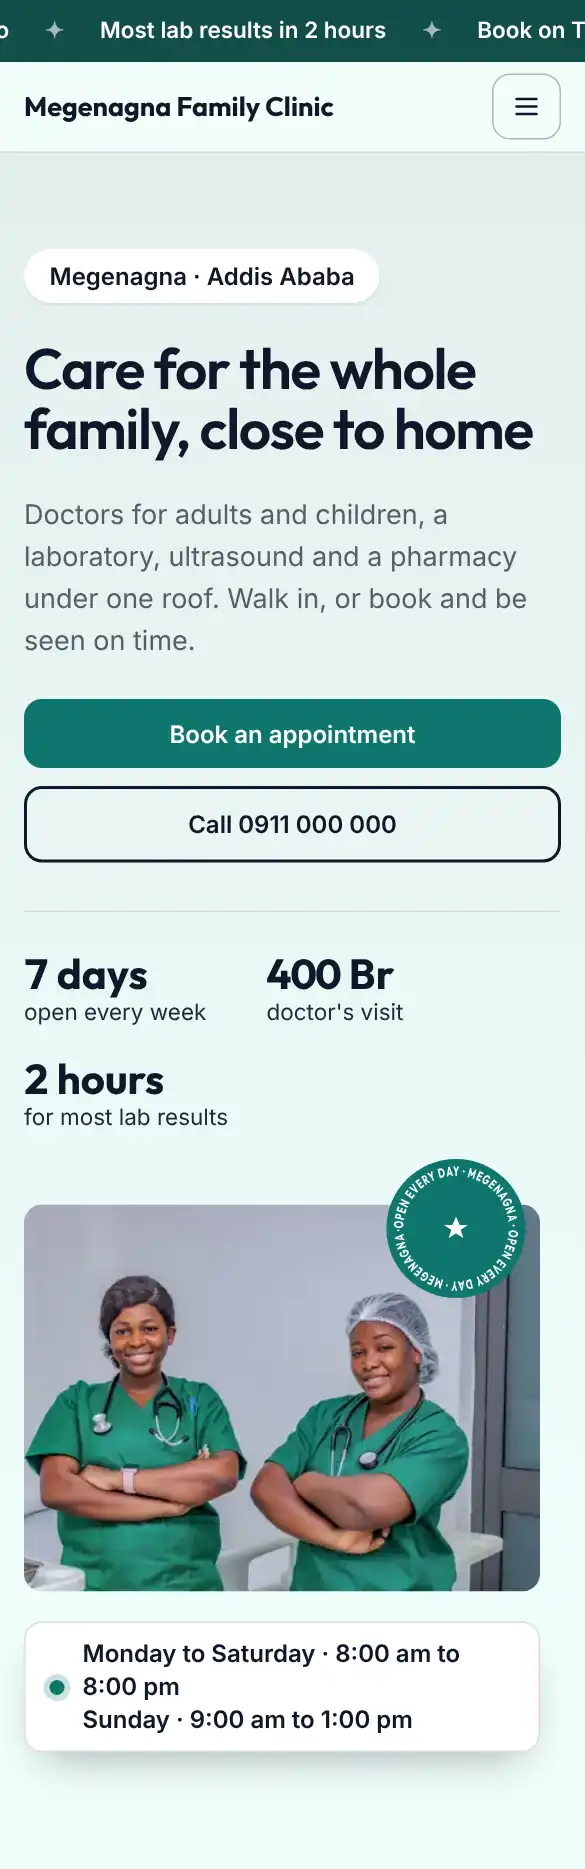 Most lab results in 2 hours ✦ Book on
Megenagna Family Clinic
Megenagna · Addis Ababa
Care for the whole
family, close to home
Doctors for adults and children, a
laboratory, ultrasound and a pharmacy
under one roof. Walk in, or book and be
seen on time.
Book an appointment
Call 0911 000 000
7 days
open every week
400 Br
doctor's visit
2 hours
for most lab results
OPEN EVERY DAY · MEGENAGNA · OPEN EVERY DAY · MEGENAGNA ·
Monday to Saturday · 8:00 am to
8:00 pm
Sunday · 9:00 am to 1:00 pm